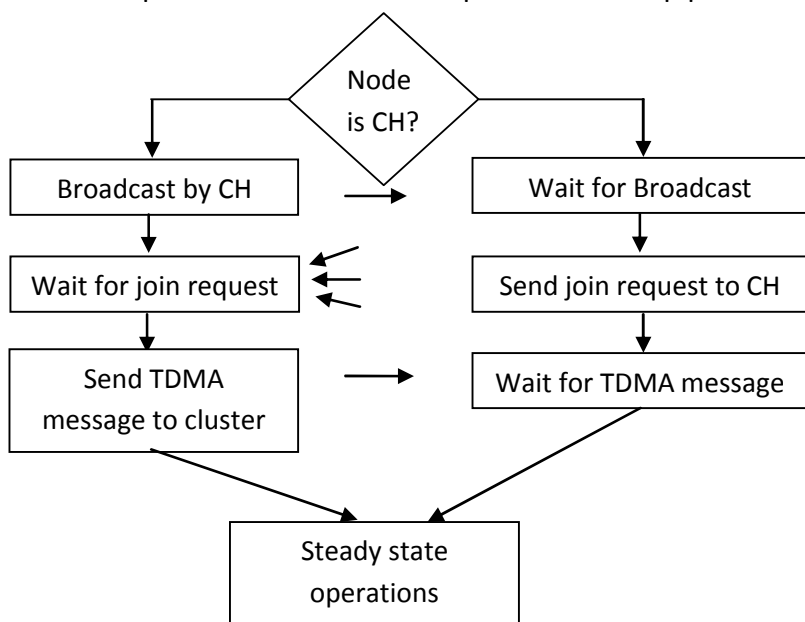 Node
is CH?
Broadcast by CH
Wait for Broadcast
Wait for join request
Send join request to CH
Send TDMA
message to cluster
Wait for TDMA message
Steady state
operations